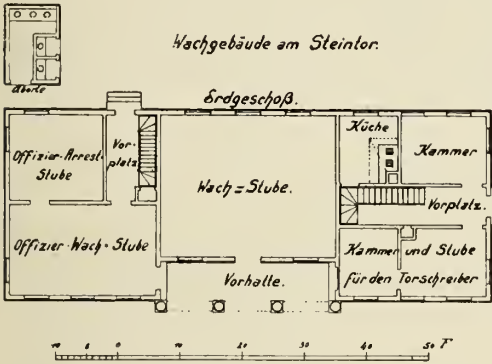 Wachgebäude am Steintor.
Aborte
Erdgeschoß.
Offizier-Arrest-
Stube
Vor-
platz
Wach=Stube.
Küche
Kammer
Vorplatz.
Offizier-Wach-Stube
Vorhalle.
Kammer und Stube
für den Torschreiber
10 5 0 10 20 30 40 50 F